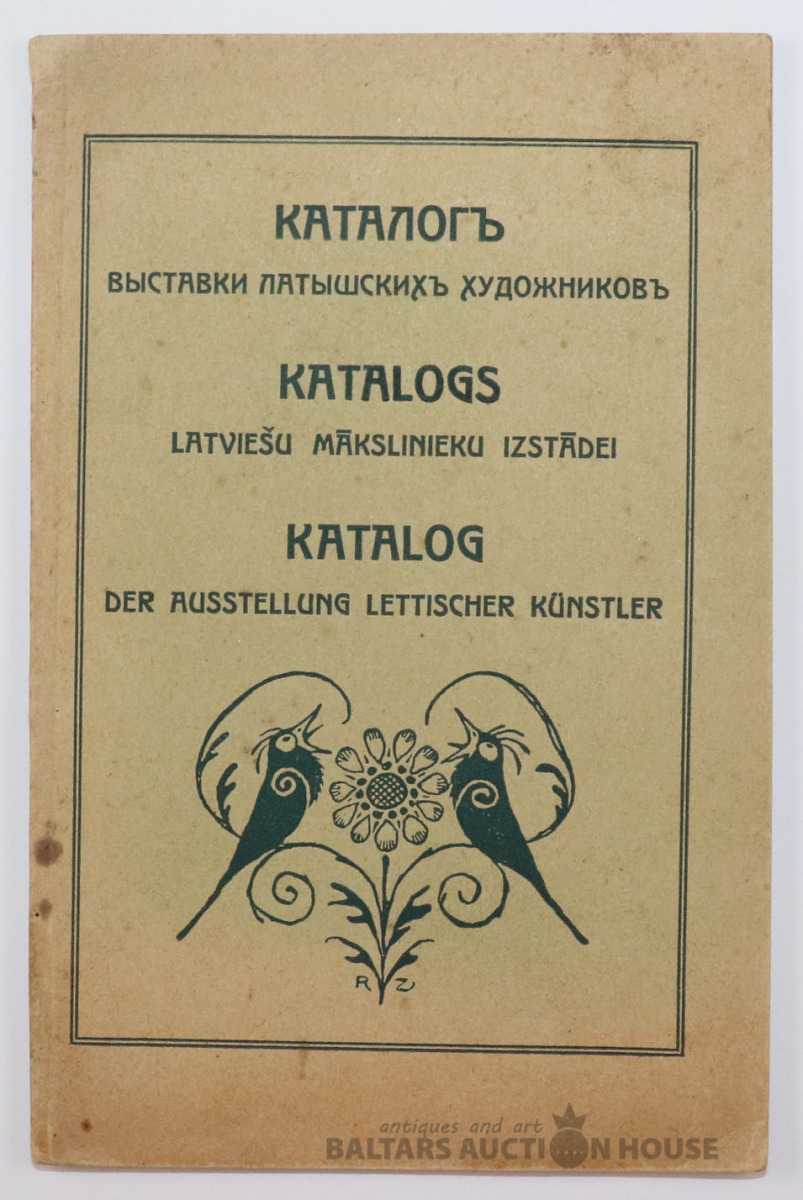 КАТАЛОГЪ
ВЫСТАВКИ ЛАТЫШСКИХЪ ХУДОЖНИКОВЪ
KATALOGS
LATVIEŠU MĀKSLINIEKU IZSTĀDEI
KATALOG
DER AUSSTELLUNG LETTISCHER KÜNSTLER
R Z
antiques and art
BALTARS AUCTION HOUSE